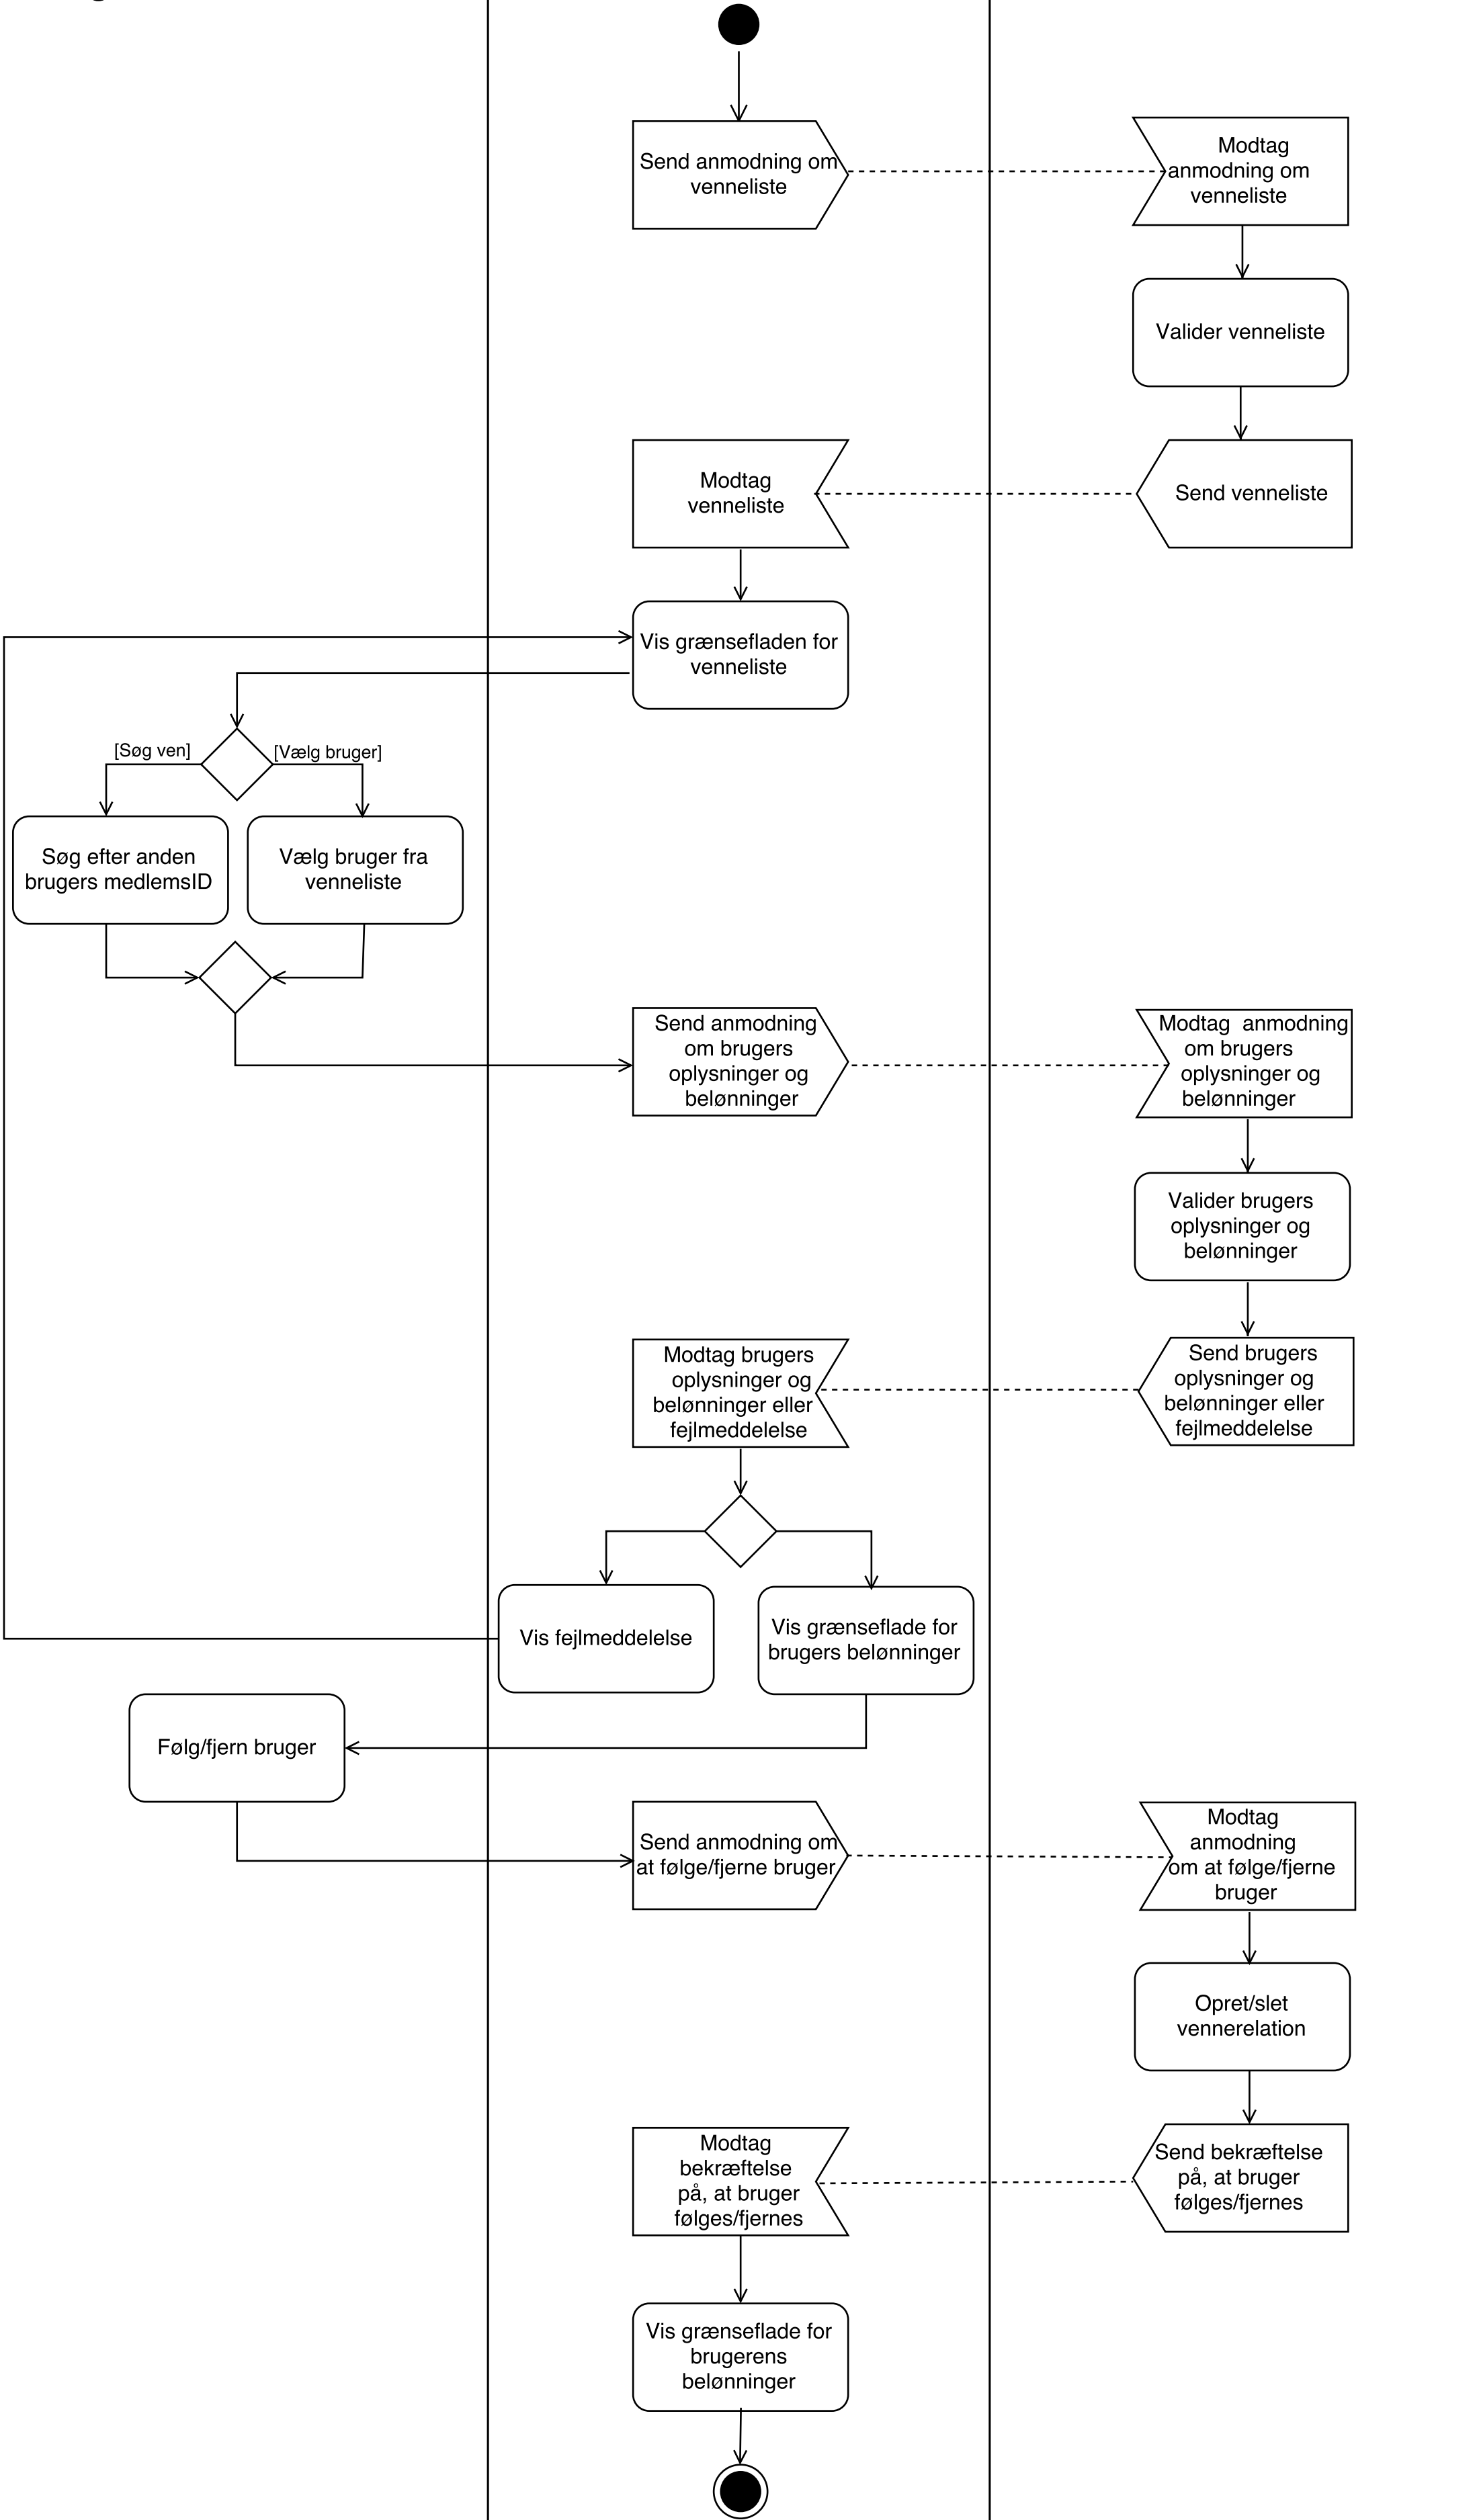 Send anmodning om
venneliste
Modtag
anmodning om
venneliste
Valider venneliste
Modtag
venneliste
Send venneliste
Vis grænsefladen for
venneliste
[Søg ven]
[Vælg bruger]
Søg efter anden
brugers medlemsID
Vælg bruger fra
venneliste
Send anmodning
om brugers
oplysninger og
belønninger
Modtag anmodning
om brugers
oplysninger og
belønninger
Valider brugers
oplysninger og
belønninger
Modtag brugers
oplysninger og
belønninger eller
fejlmeddelelse
Send brugers
oplysninger og
belønninger eller
fejlmeddelelse
Vis fejlmeddelelse
Vis grænseflade for
brugers belønninger
Følg/fjern bruger
Send anmodning om
at følge/fjerne bruger
Modtag
anmodning
om at følge/fjerne
bruger
Opret/slet
vennerelation
Modtag
bekræftelse
på, at bruger
følges/fjernes
Send bekræftelse
på, at bruger
følges/fjernes
Vis grænseflade for
brugerens
belønninger